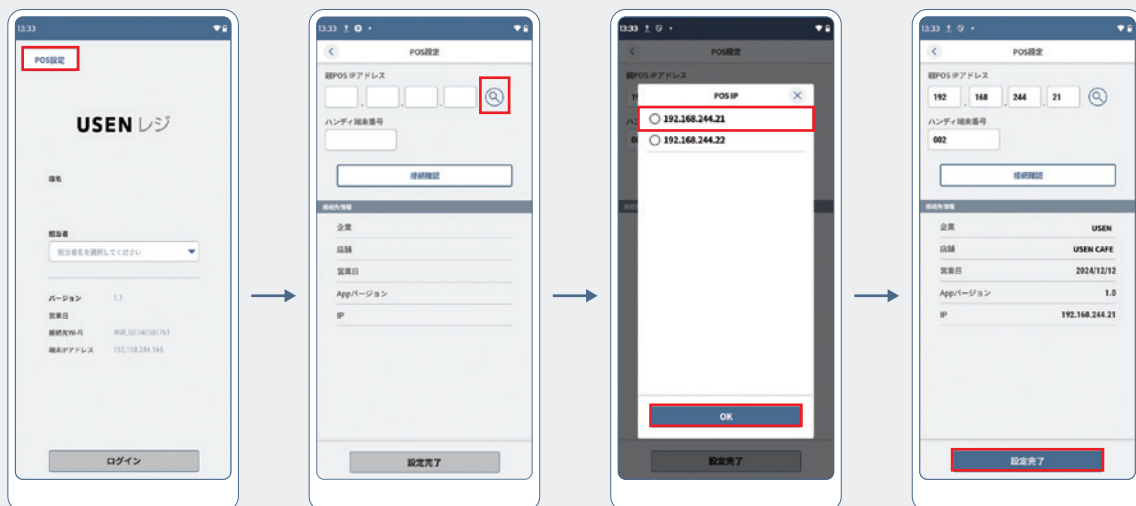 13:33
POS設定
USEN レジ
店名
担当者
担当者名を選択してください
バージョン 1.1
営業日
接続先Wi-Fi
端末IPアドレス 192.168.244.168
ログイン
13:33
POS設定
親POS IPアドレス
. . .
ハンディ端末番号
接続確認
接続先情報
企業
店舗
営業日
Appバージョン
IP
設定完了
13:33
POS設定
親POS IPアドレス
POS IP
192.168.244.21
192.168.244.22
OK
設定完了
13:33
POS設定
親POS IPアドレス
192 . 168 . 244 . 21
ハンディ端末番号
002
接続確認
接続先情報
企業 USEN
店舗 USEN CAFE
営業日 2024/12/12
Appバージョン 1.0
IP 192.168.244.21
設定完了